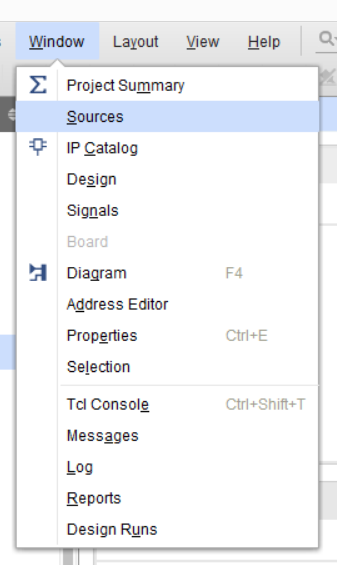 Window Layout View Help
Project Summary
Sources
IP Catalog
Design
Signals
Board
Diagram F4
Address Editor
Properties Ctrl+E
Selection
Tcl Console Ctrl+Shift+T
Messages
Log
Reports
Design Runs